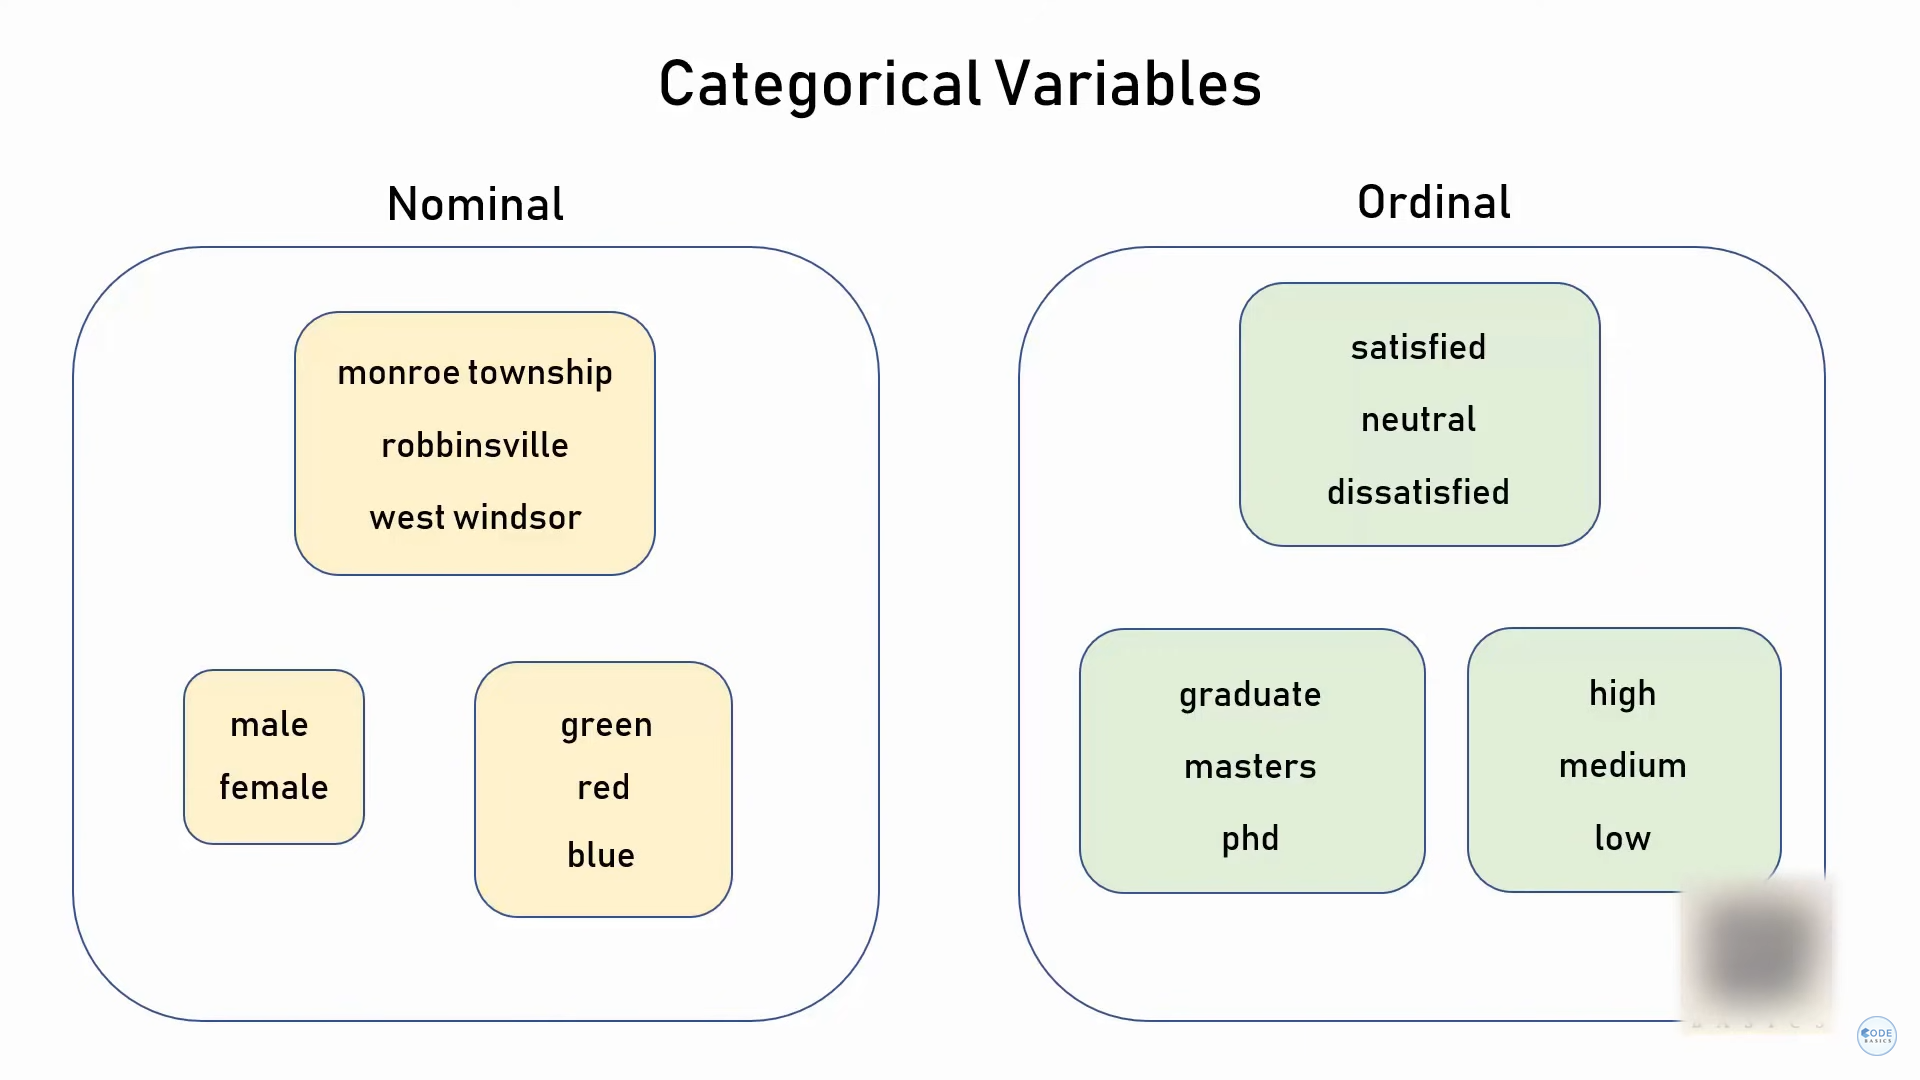 Categorical Variables
Nominal
monroe township
robbinsville
west windsor
male
female
green
red
blue
Ordinal
satisfied
neutral
dissatisfied
graduate
masters
phd
high
medium
low
BASICS
CODE
BASICS